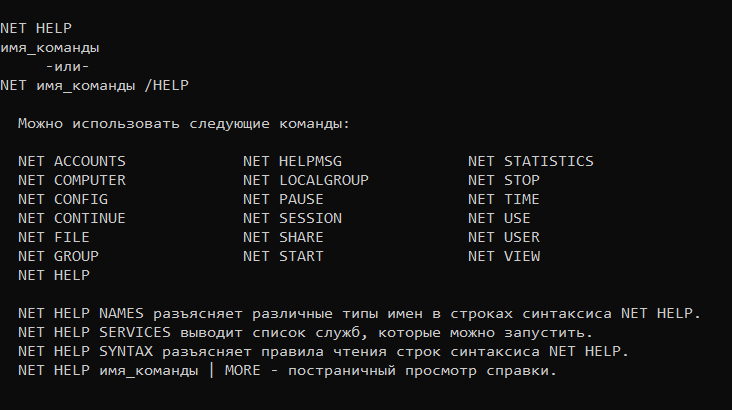 NET HELP
имя_команды
-или-
NET имя_команды /HELP
Можно использовать следующие команды:
NET ACCOUNTS NET HELPMSG NET STATISTICS
NET COMPUTER NET LOCALGROUP NET STOP
NET CONFIG NET PAUSE NET TIME
NET CONTINUE NET SESSION NET USE
NET FILE NET SHARE NET USER
NET GROUP NET START NET VIEW
NET HELP
NET HELP NAMES разъясняет различные типы имен в строках синтаксиса NET HELP.
NET HELP SERVICES выводит список служб, которые можно запустить.
NET HELP SYNTAX разъясняет правила чтения строк синтаксиса NET HELP.
NET HELP имя_команды | MORE - постраничный просмотр справки.